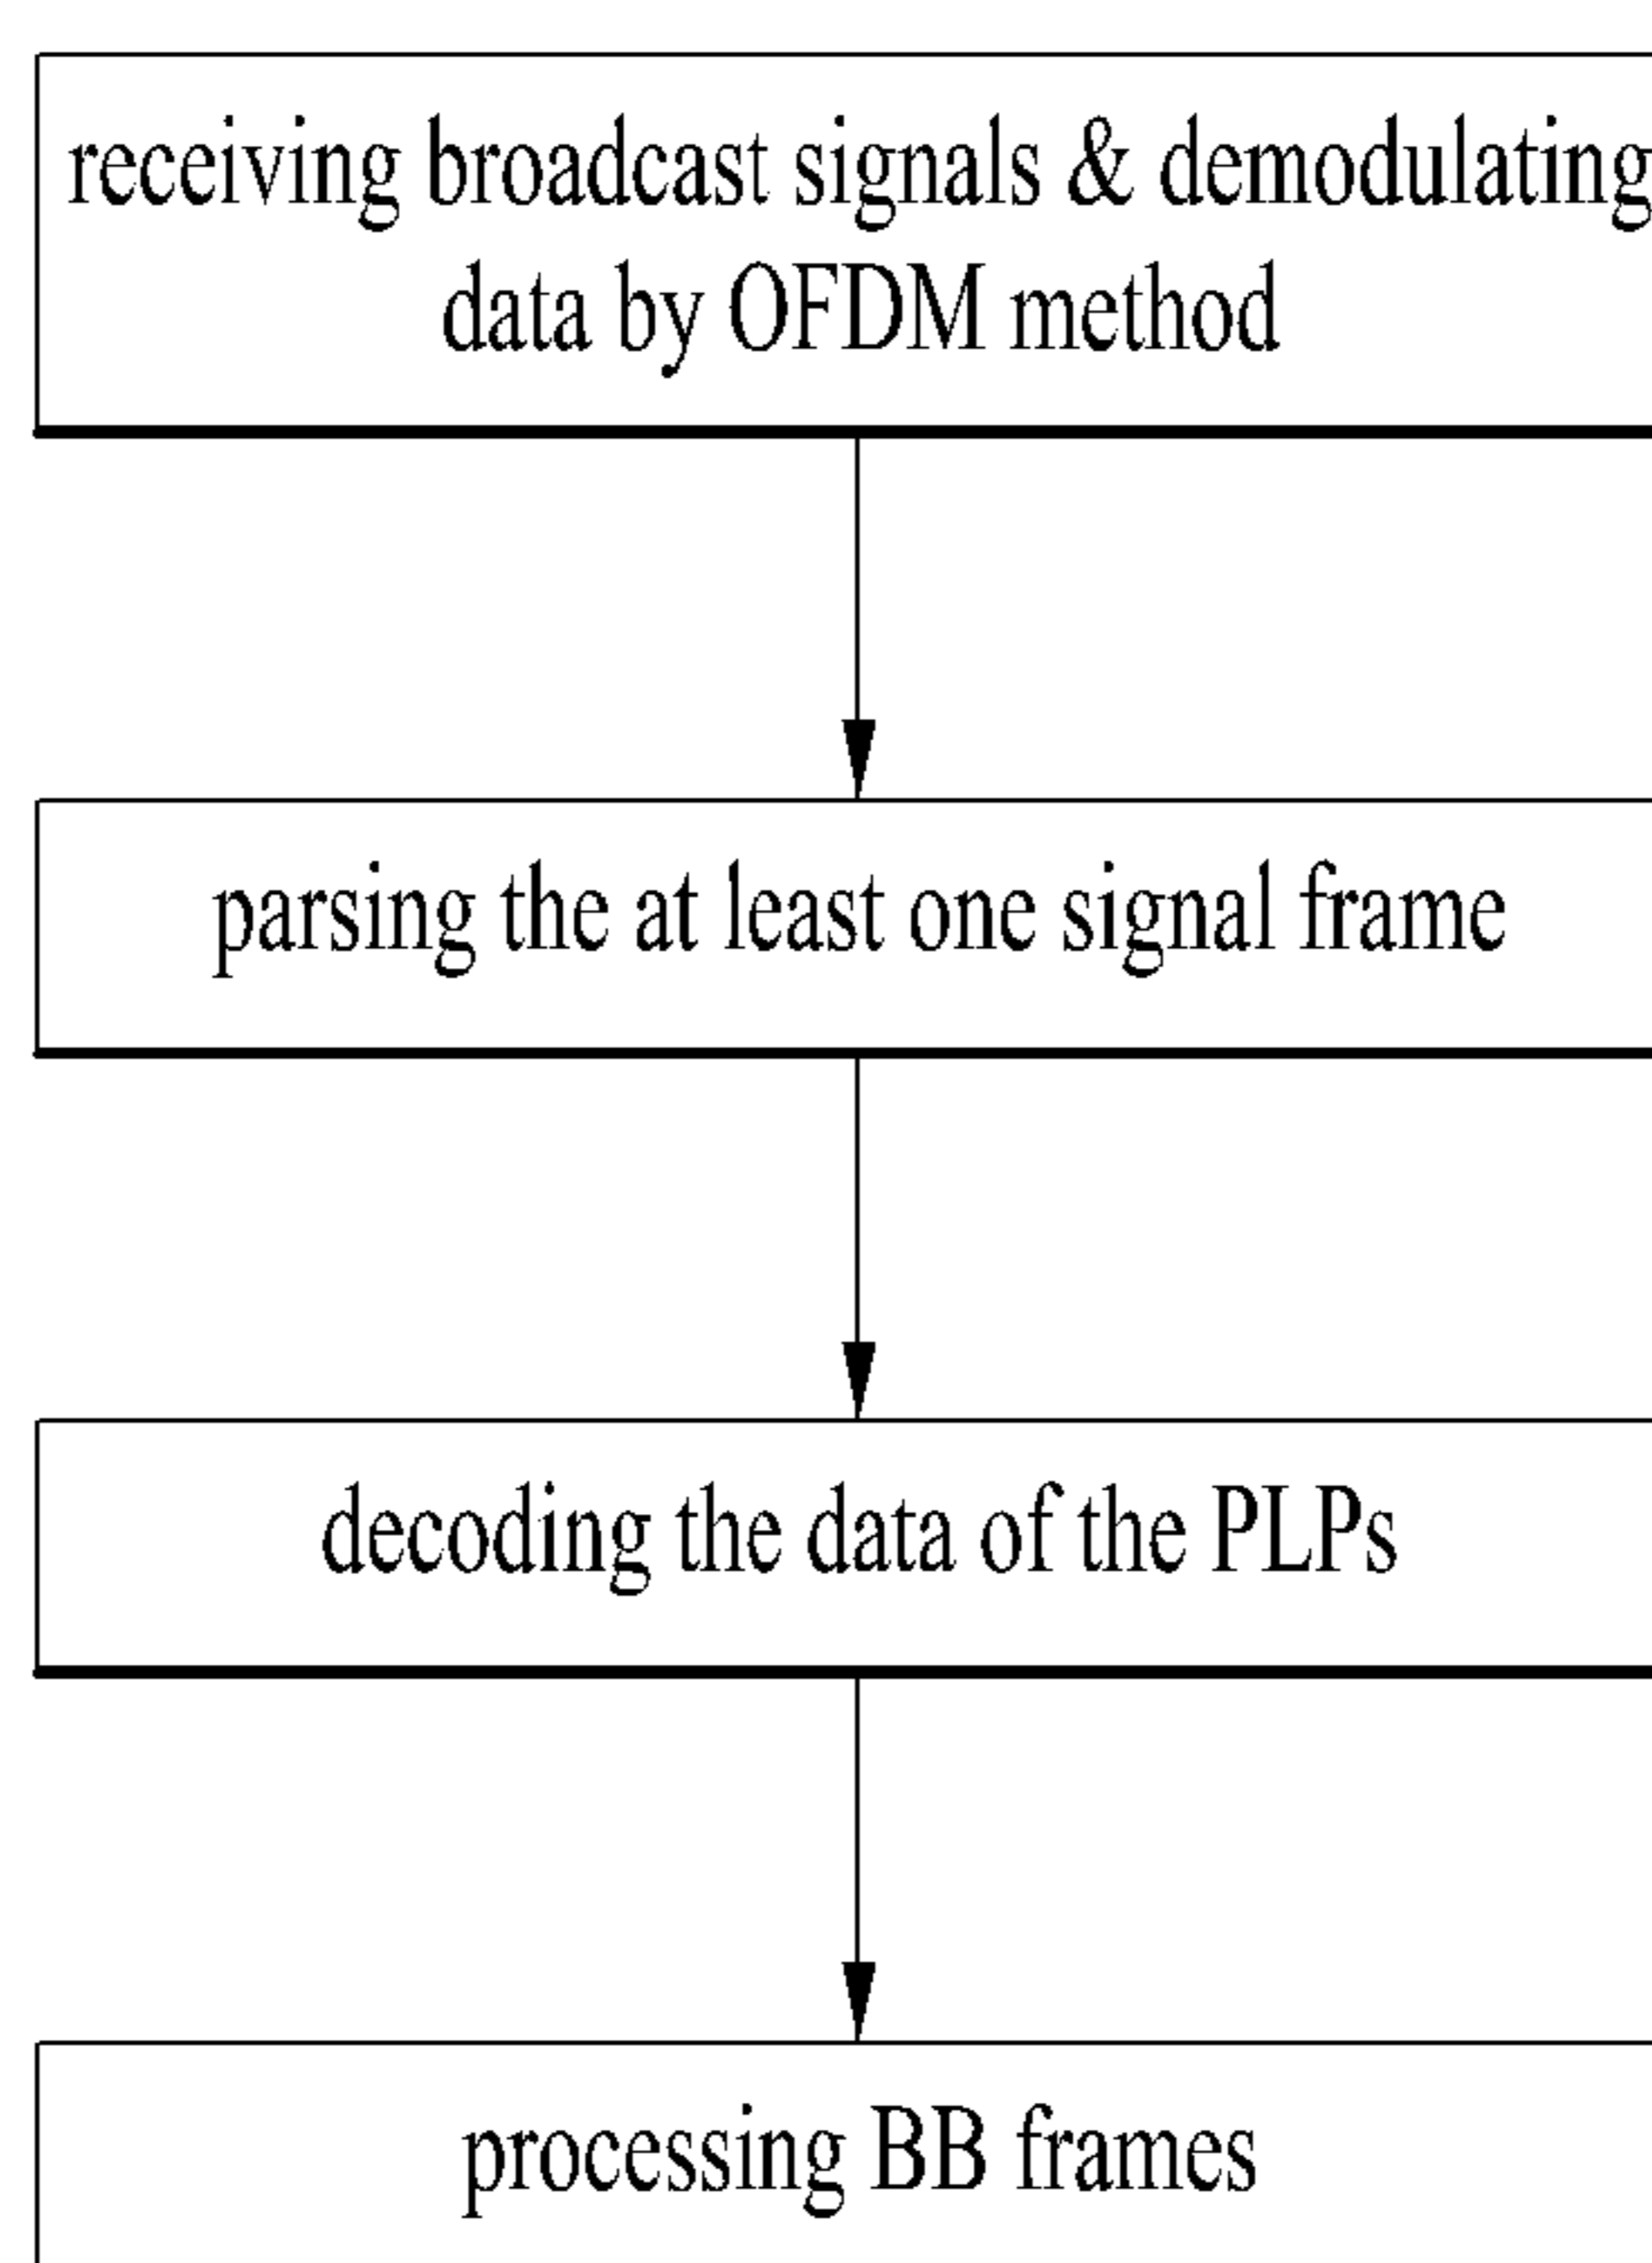 receiving broadcast signals & demodulating
data by OFDM method
parsing the at least one signal frame
decoding the data of the PLPs
processing BB frames